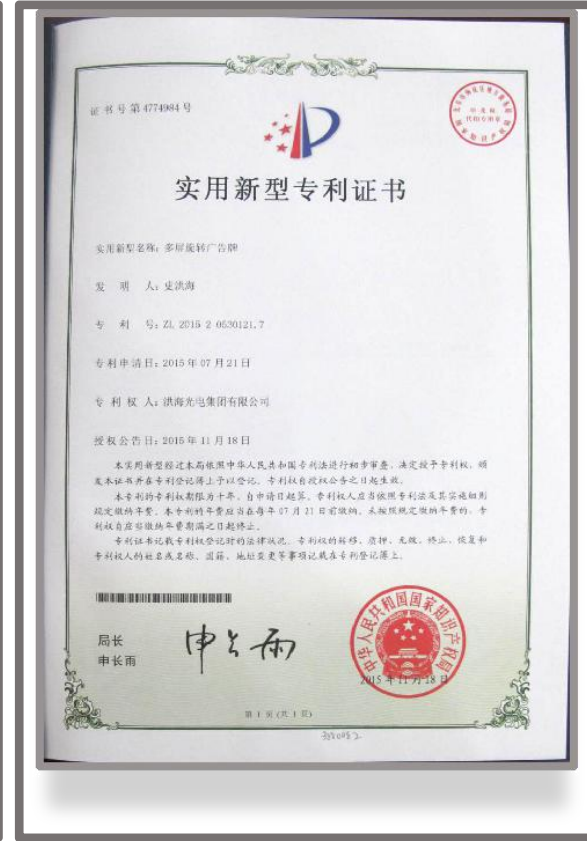 证书号第4774984号
实用新型专利证书
实用新型名称：多屏旋转广告牌
发 明 人：史洪海
专 利 号：ZL 2015 2 0530121.7
专利申请日：2015年07月21日
专 利 权 人：洪海光电集团有限公司
授权公告日：2015年11月18日
本实用新型经过本局依照中华人民共和国专利法进行初步审查，决定授予专利权，颁
发本证书并在专利登记簿上予以登记。专利权自授权公告之日起生效。
本专利的专利权期限为十年，自申请日起算。专利权人应当依照专利法及其实施细则
规定缴纳年费。本专利的年费应当在每年07月21日前缴纳。未按照规定缴纳年费的，专
利权自应当缴纳年费期满之日起终止。
专利证书记载专利权登记时的法律状况。专利权的转移、质押、无效、终止、恢复和
专利权人的姓名或名称、国籍、地址变更等事项记载在专利登记簿上。
局长
申长雨
申长雨
中华人民共和国国家知识产权局
2015年11月18日
第1页(共1页)